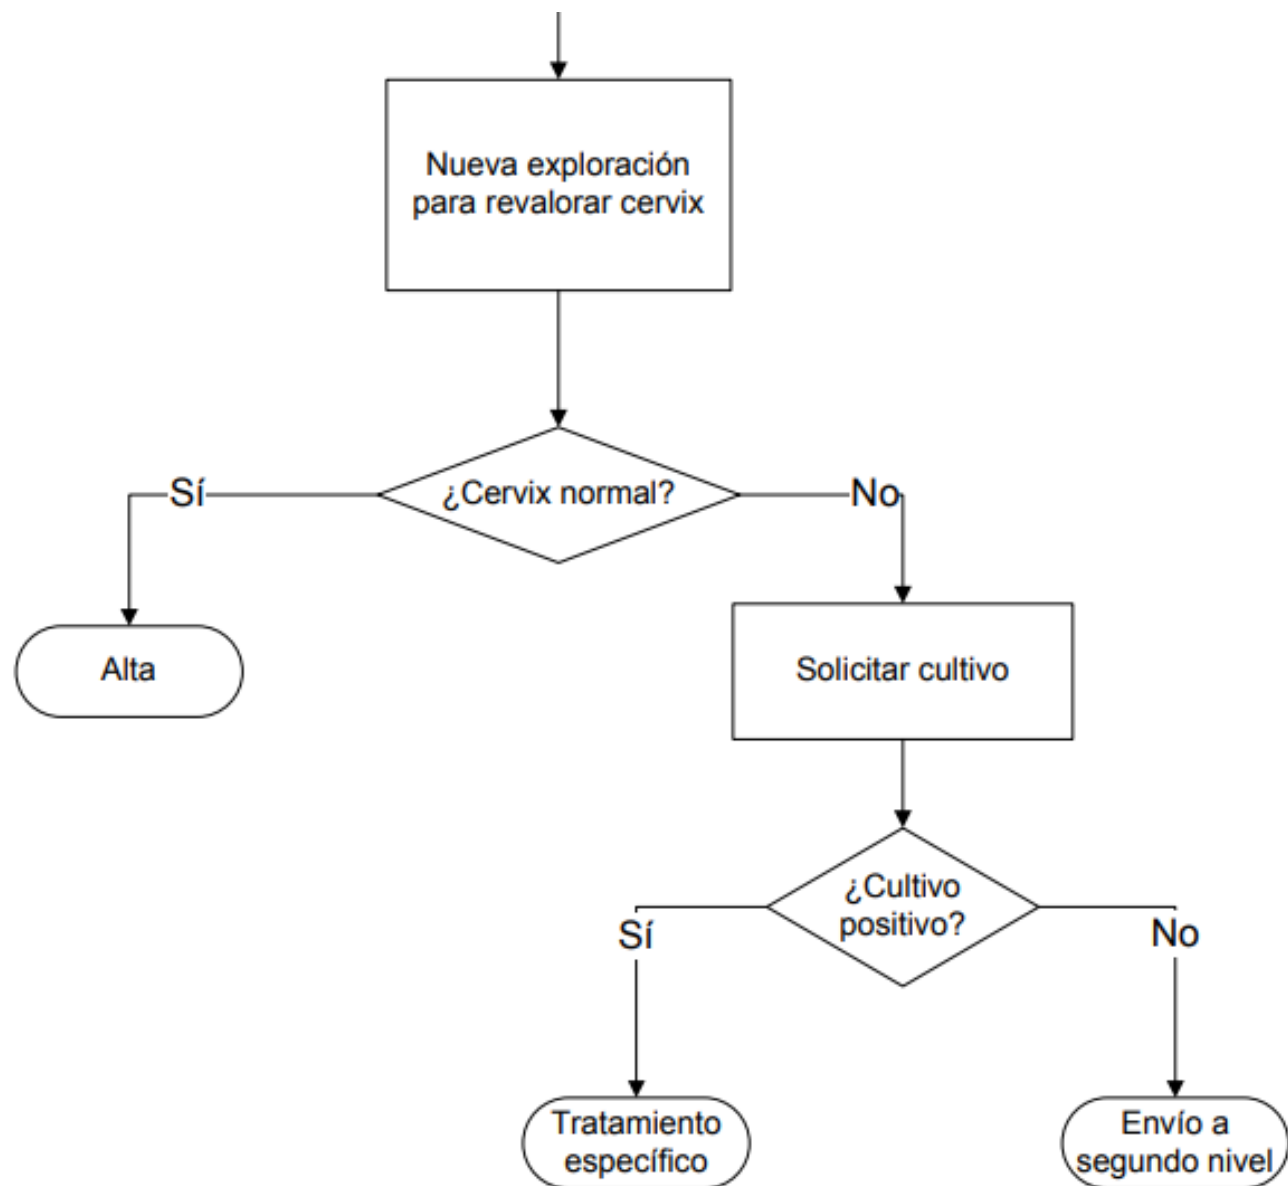 Nueva exploración
para revalorar cervix
¿Cervix normal?
Sí
No
Alta
Solicitar cultivo
¿Cultivo
positivo?
Sí
No
Tratamiento
específico
Envío a
segundo nivel